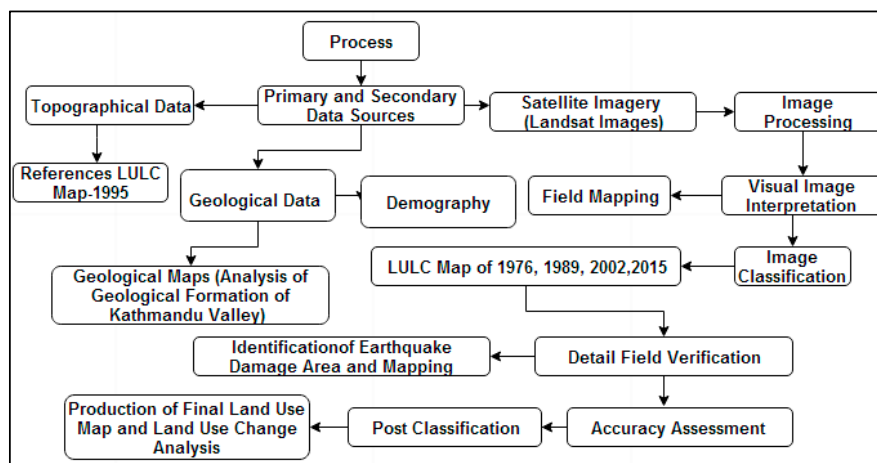 Process
Topographical Data
Primary and Secondary
Data Sources
Satellite Imagery
(Landsat Images)
Image
Processing
References LULC
Map-1995
Geological Data
Demography
Field Mapping
Visual Image
Interpretation
Geological Maps (Analysis of
Geological Formation of
Kathmandu Valley)
LULC Map of 1976, 1989, 2002,2015
Image
Classification
Identificationof Earthquake
Damage Area and Mapping
Detail Field Verification
Production of Final Land Use
Map and Land Use Change
Analysis
Post Classification
Accuracy Assessment